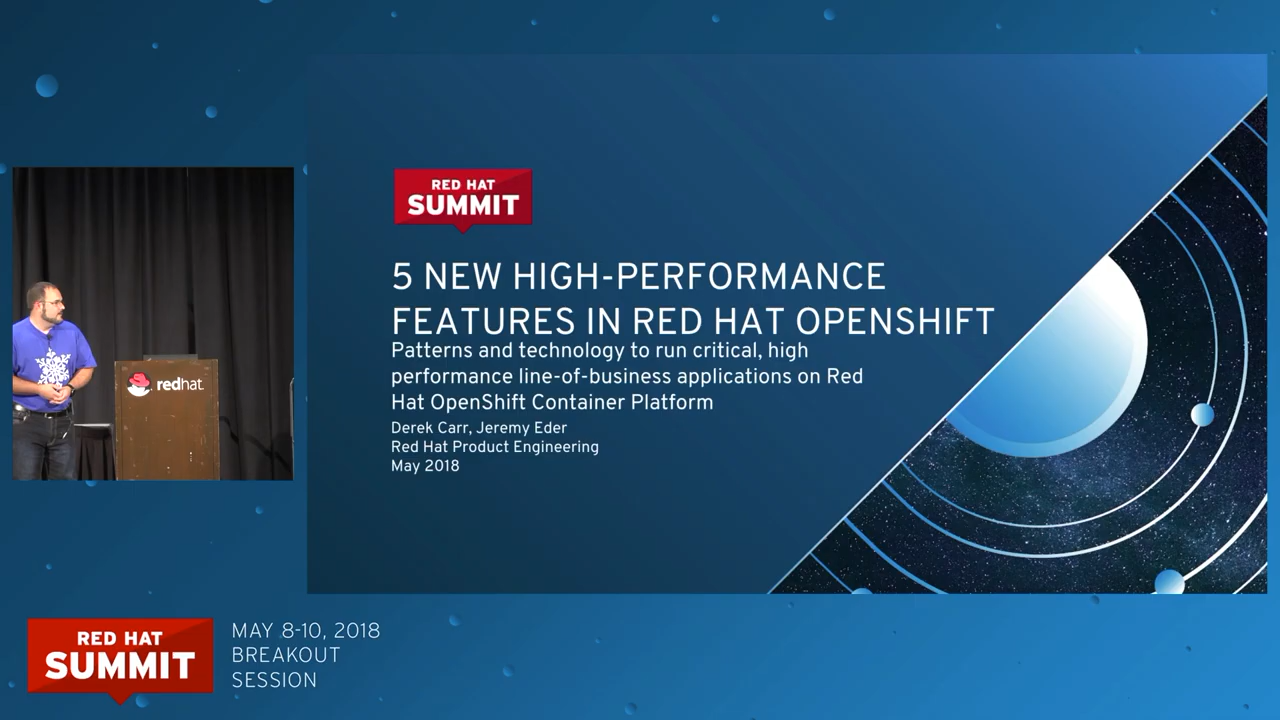 RED HAT
SUMMIT
5 NEW HIGH-PERFORMANCE
FEATURES IN RED HAT OPENSHIFT
Patterns and technology to run critical, high
performance line-of-business applications on Red
Hat OpenShift Container Platform
Derek Carr, Jeremy Eder
Red Hat Product Engineering
May 2018
redhat
RED HAT
SUMMIT
MAY 8-10, 2018
BREAKOUT
SESSION